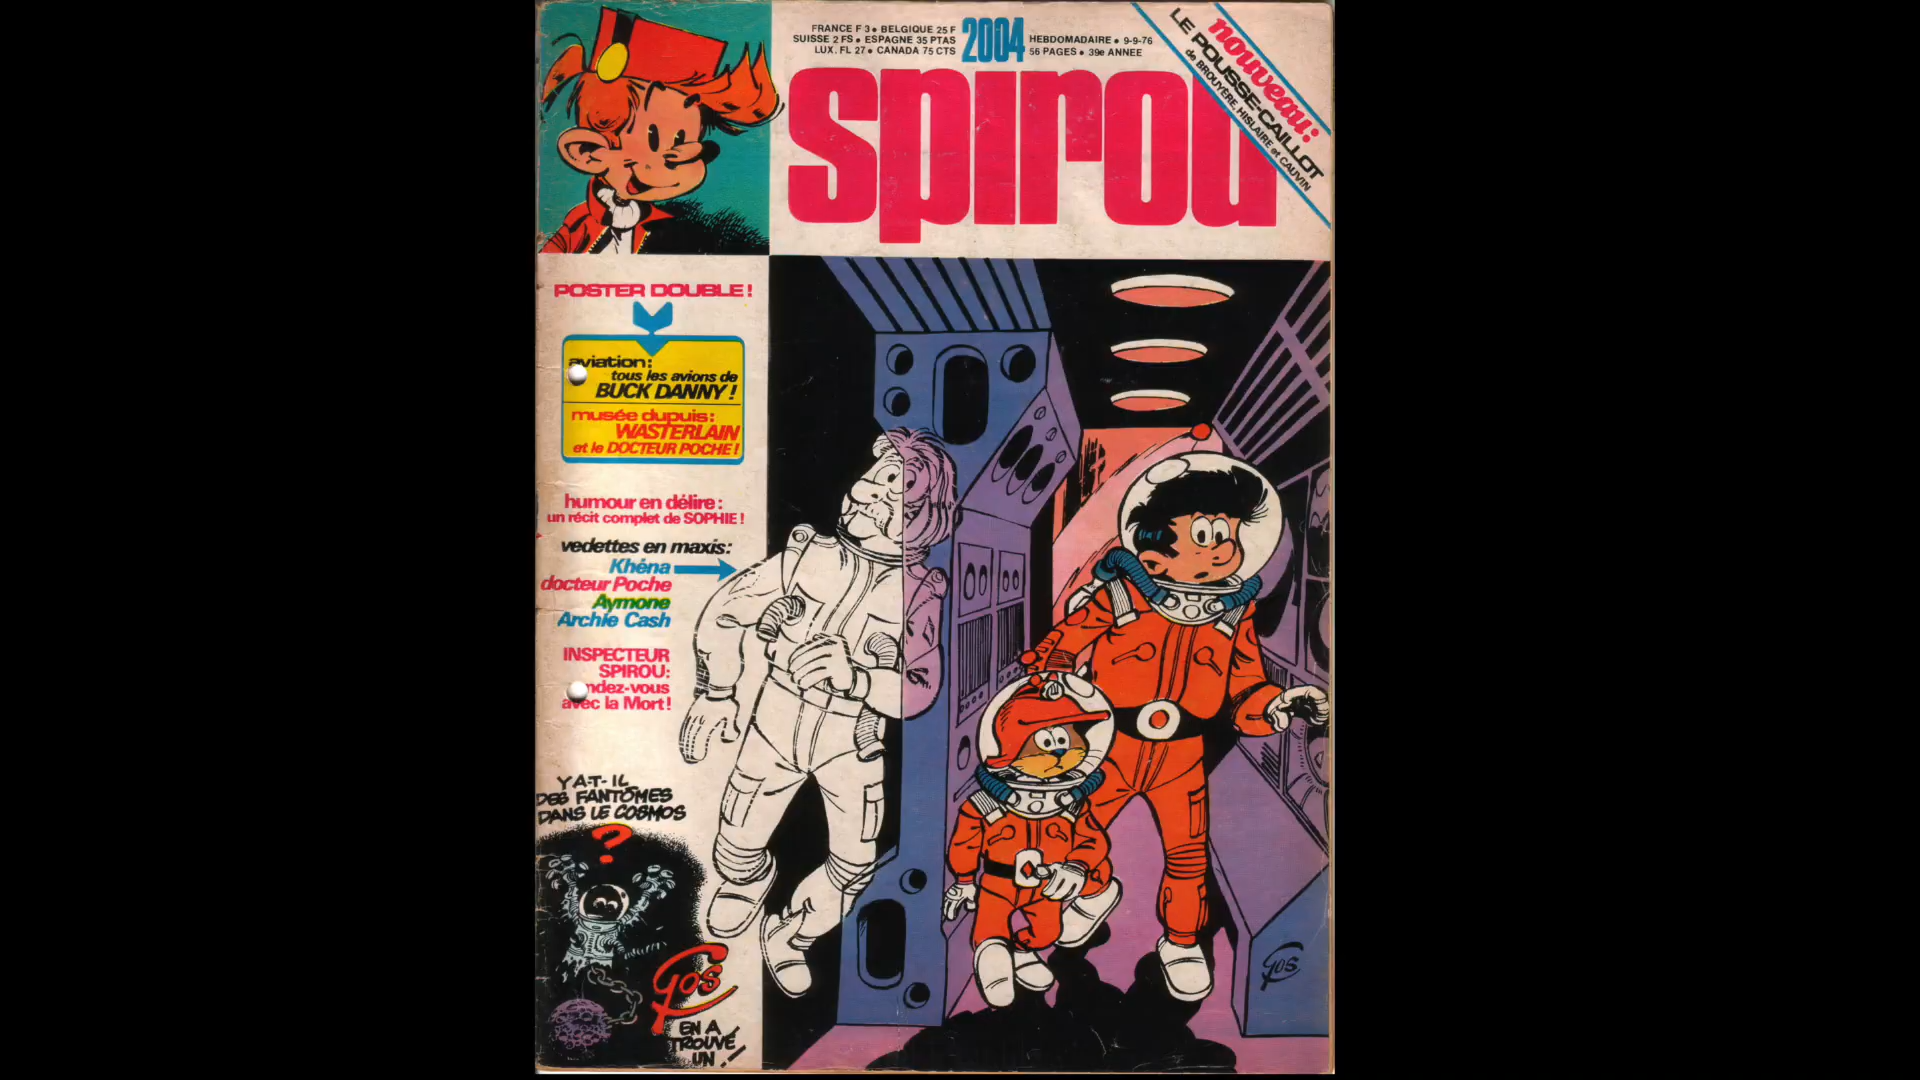 FRANCE F 3 • BELGIQUE 25 F
SUISSE 2 FS • ESPAGNE 35 PTAS
LUX. FL 27 • CANADA 75 CTS
2004
HEBDOMADAIRE • 9-9-76
56 PAGES • 39e ANNEE
nouveau:
LE POUSSE-CAILLOT
de BROUYÈRE, HISLAIRE et CAUVIN
spirou
POSTER DOUBLE !
aviation:
tous les avions de
BUCK DANNY !
musée dupuis:
WASTERLAIN
et le DOCTEUR POCHE !
humour en délire :
un récit complet de SOPHIE !
vedettes en maxis:
Khéna
docteur Poche
Aymone
Archie Cash
INSPECTEUR
SPIROU:
ndez-vous
avec la Mort !
Y A-T-IL
DES FANTÔMES
DANS LE COSMOS
?
Gos
EN A
TROUVÉ
UN !
Gos